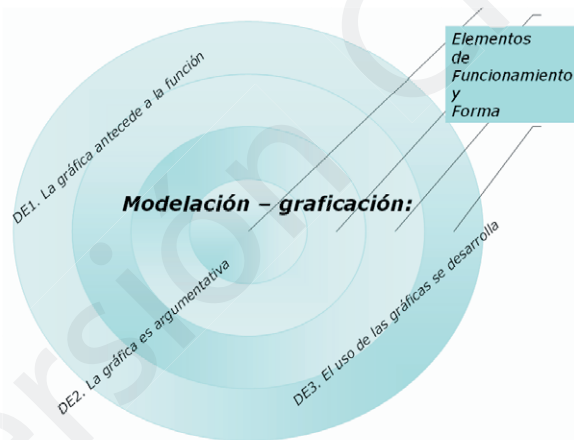 Elementos
de
Funcionamiento
y
Forma
DE1. La gráfica antecede a la función
Modelación – graficación:
DE2. La gráfica es argumentativa
DE3. El uso de las gráficas se desarrolla